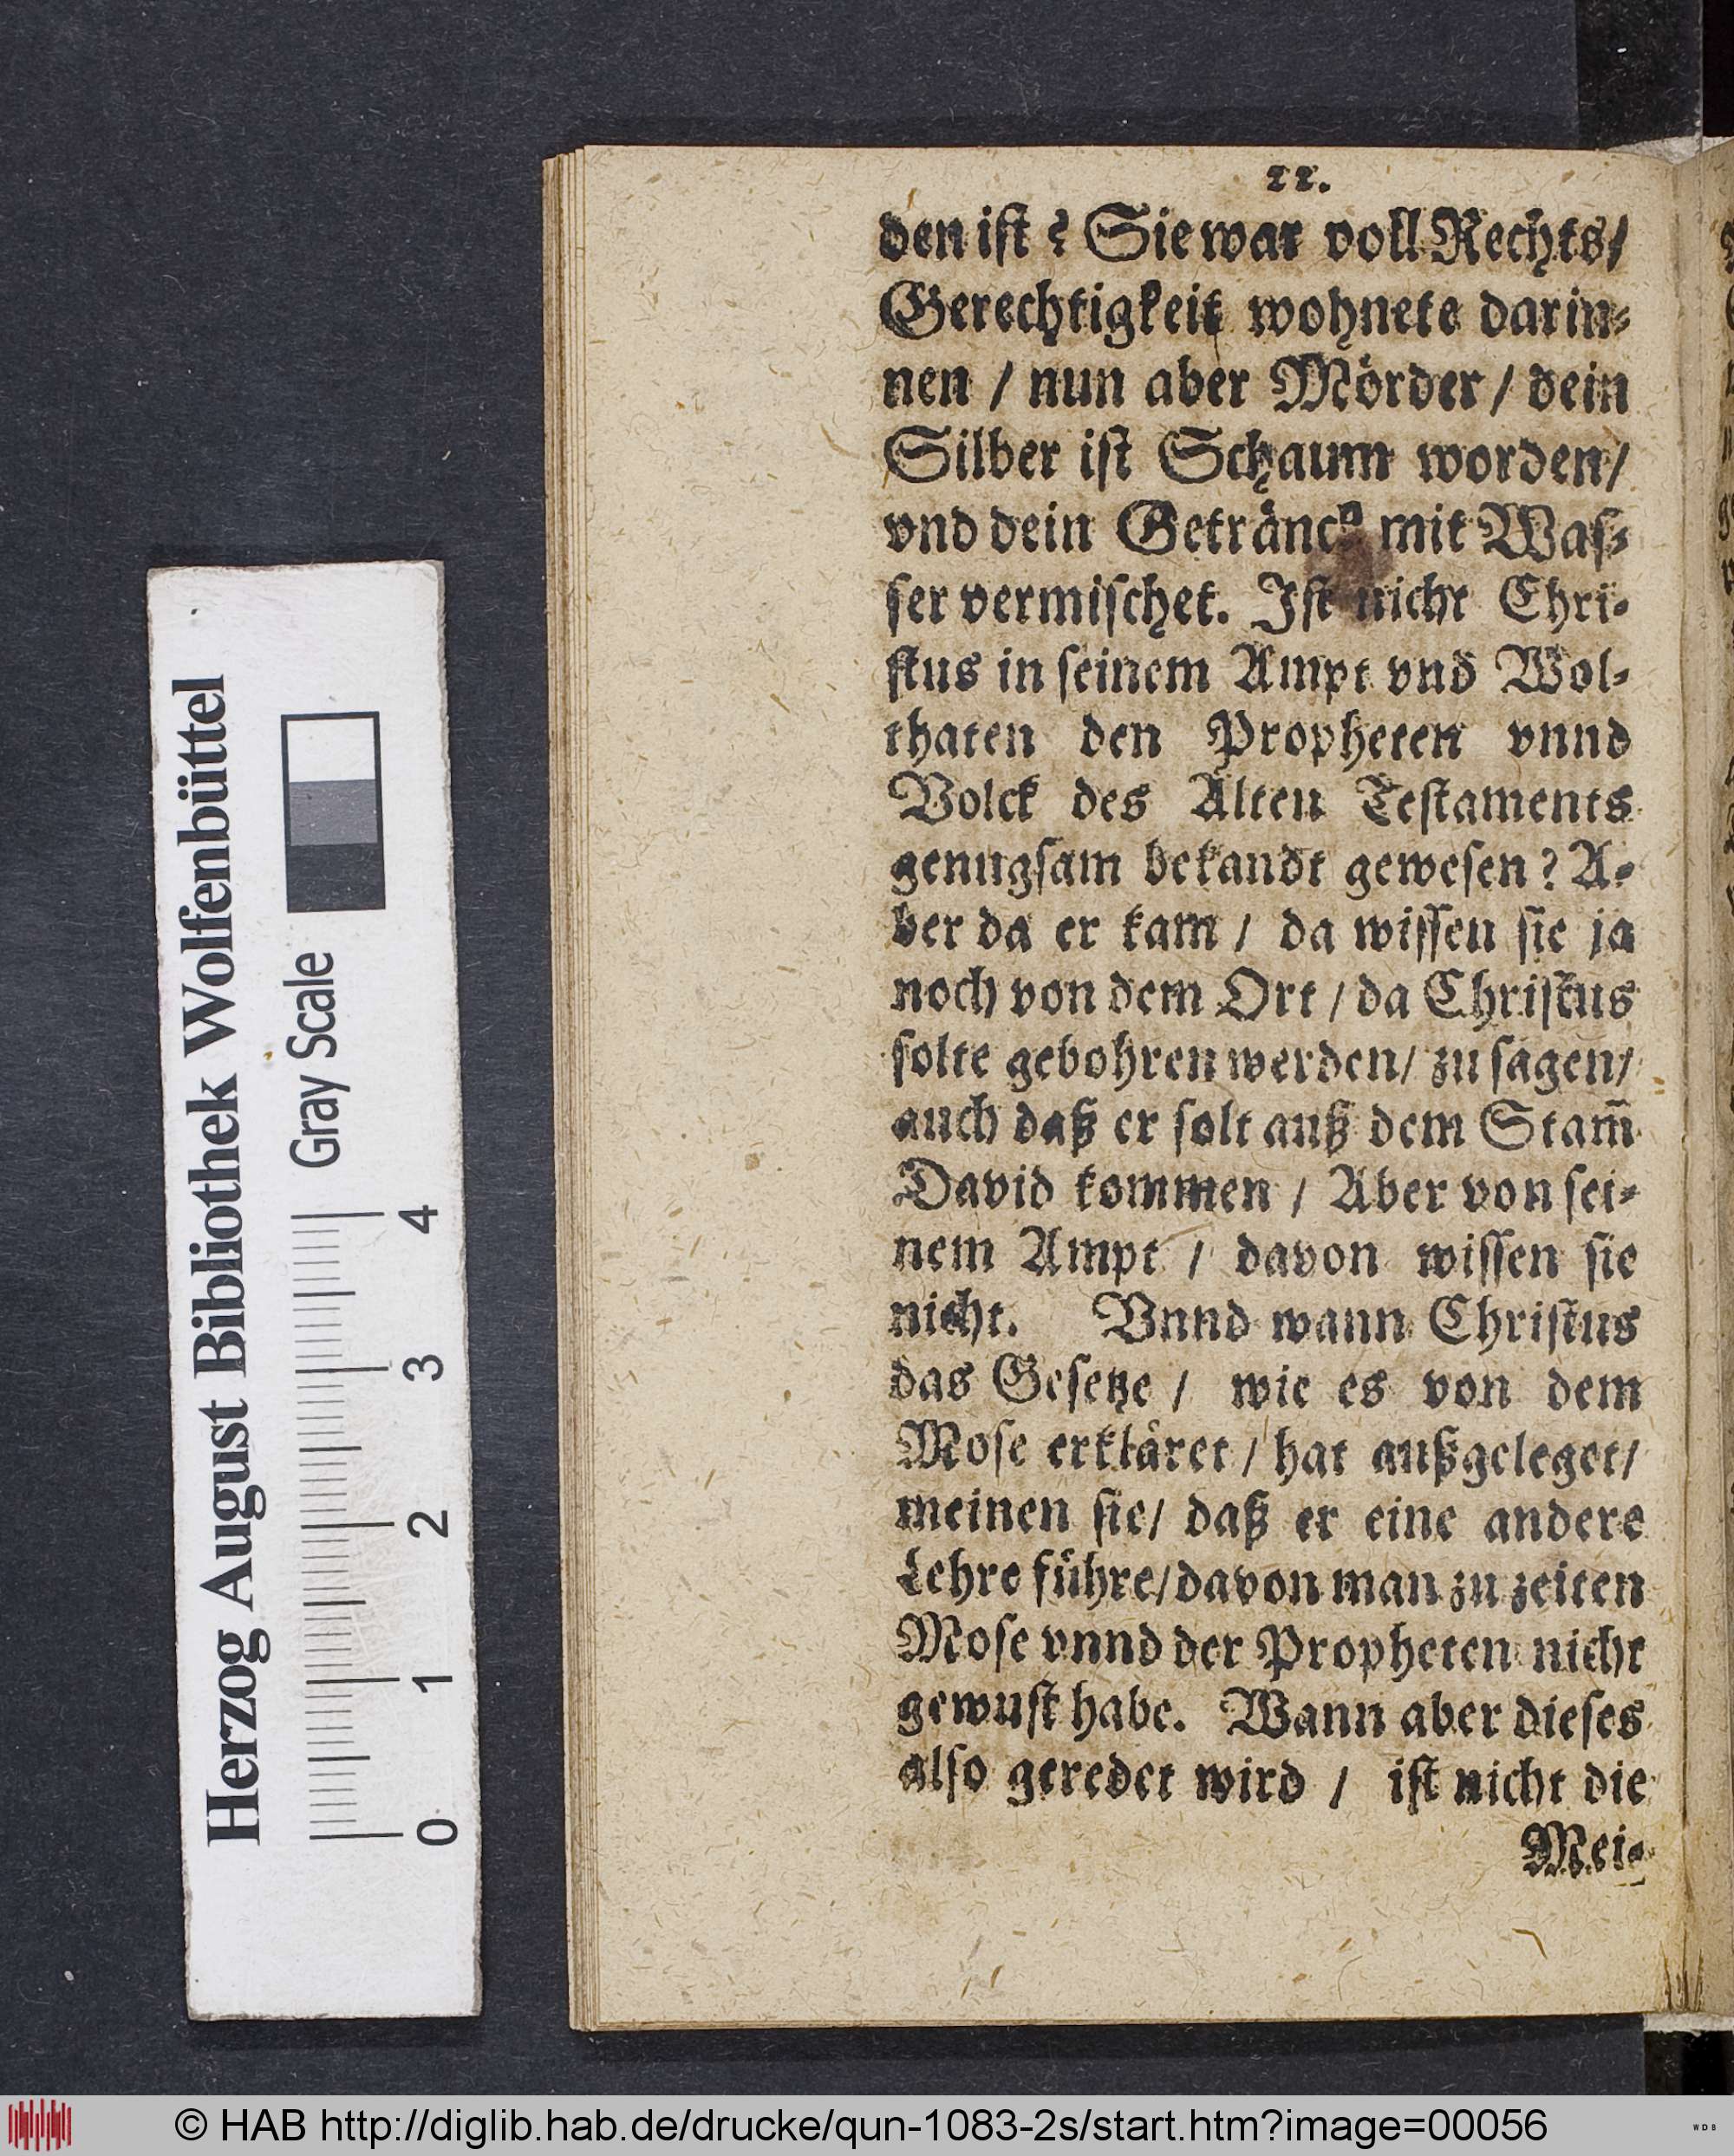 22.
den ist? Sie war voll Rechts/
Gerechtigkeit wohnete darin⸗
nen / nun aber Mörder / dein
Silber ist Schaum worden/
vnd dein Getränck mit Was⸗
ser vermischet. Ist nicht Chri⸗
stus in seinem Ampt vnd Wol⸗
thaten den Propheten vnnd
Volck des Alten Testaments
genugsam bekandt gewesen? A⸗
ber da er kam / da wissen sie ja
noch von dem Ort / da Christus
solte gebohren werden/ zu sagen/
auch daß er solt auß dem Stam̃
David kommen / Aber von sei⸗
nem Ampt / davon wissen sie
nicht. Vnnd wann Christus
das Gesetze / wie es von dem
Mose erkläret / hat außgeleget/
meinen sie/ daß er eine andere
Lehre führe/davon man zu zeiten
Mose vnnd der Propheten nicht
gewust habe. Wann aber dieses
also geredet wird / ist nicht die
Mei⸗
Herzog August Bibliothek Wolfenbüttel
Gray Scale
0 1 2 3 4
© HAB http://diglib.hab.de/drucke/qun-1083-2s/start.htm?image=00056
WDB